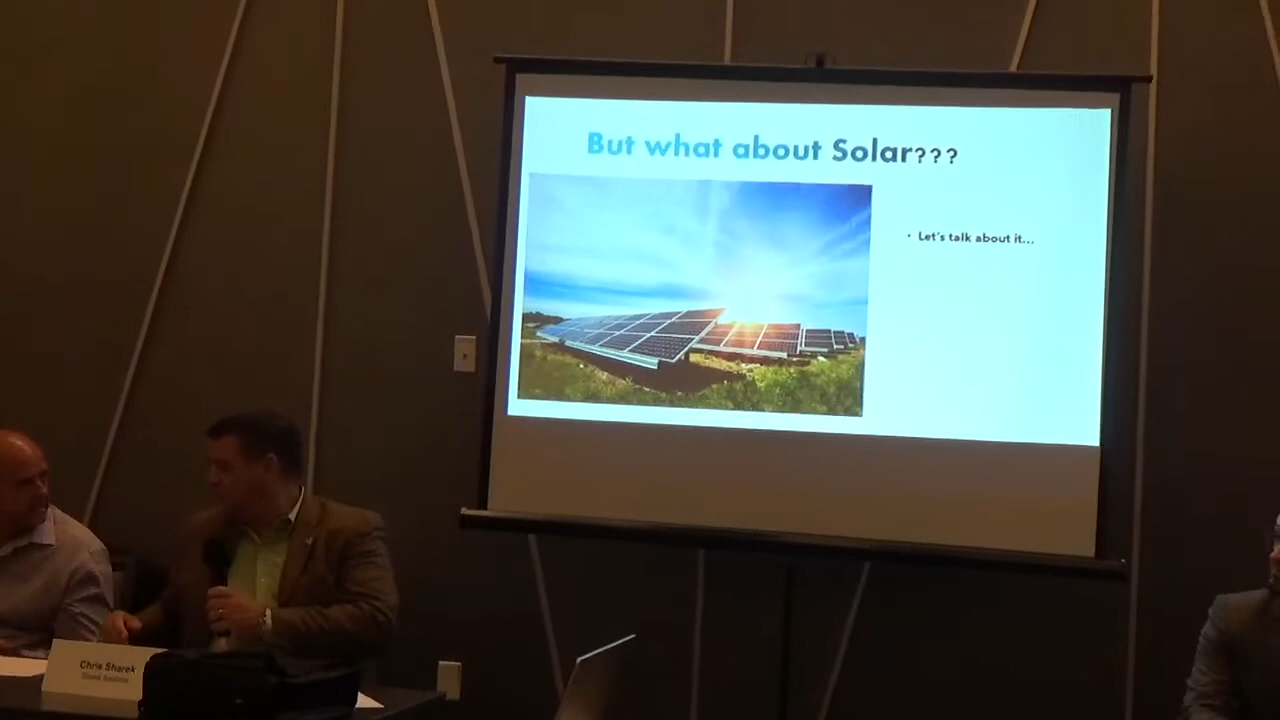 But what about Solar???
• Let's talk about it...
Chris Sharek